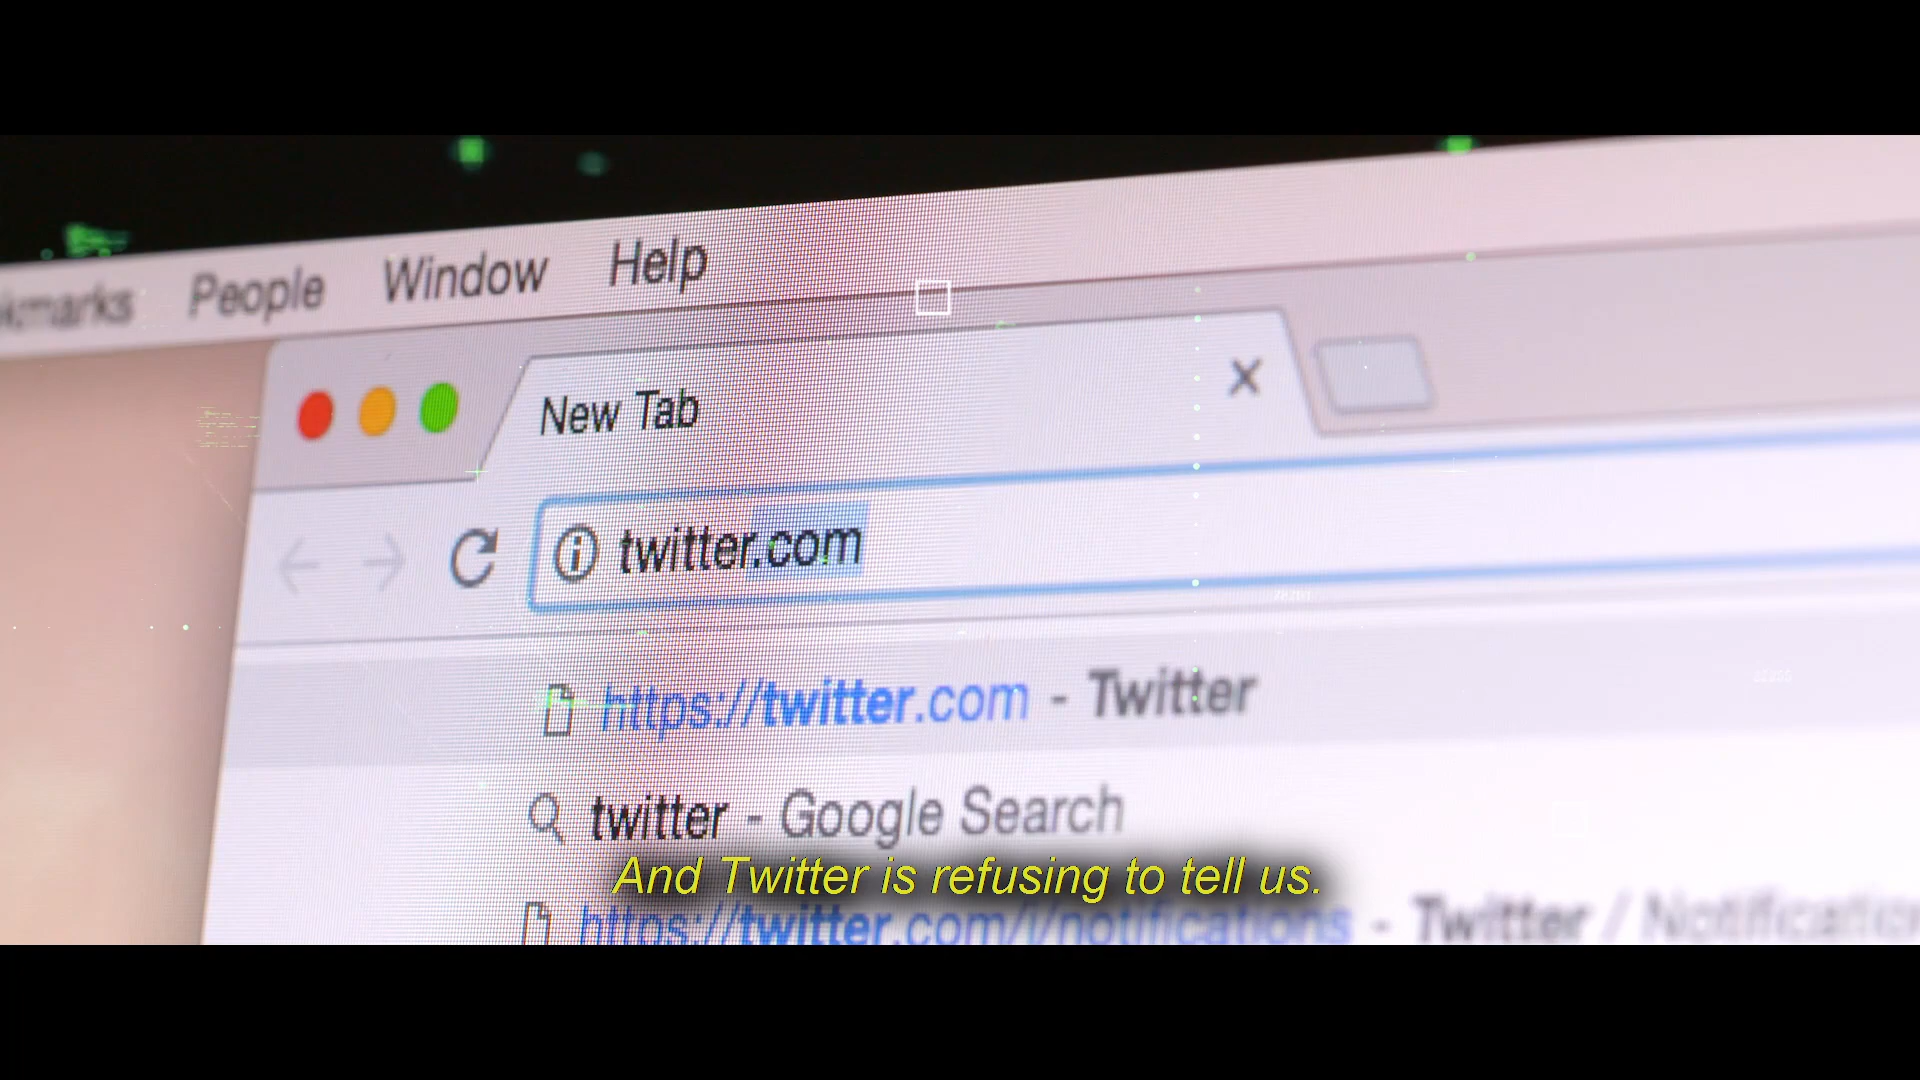 People Window Help
New Tab
twitter.com
https://twitter.com - Twitter
twitter - Google Search
And Twitter is refusing to tell us.
https://twitter.com/i/notifications - Twitter / Notification